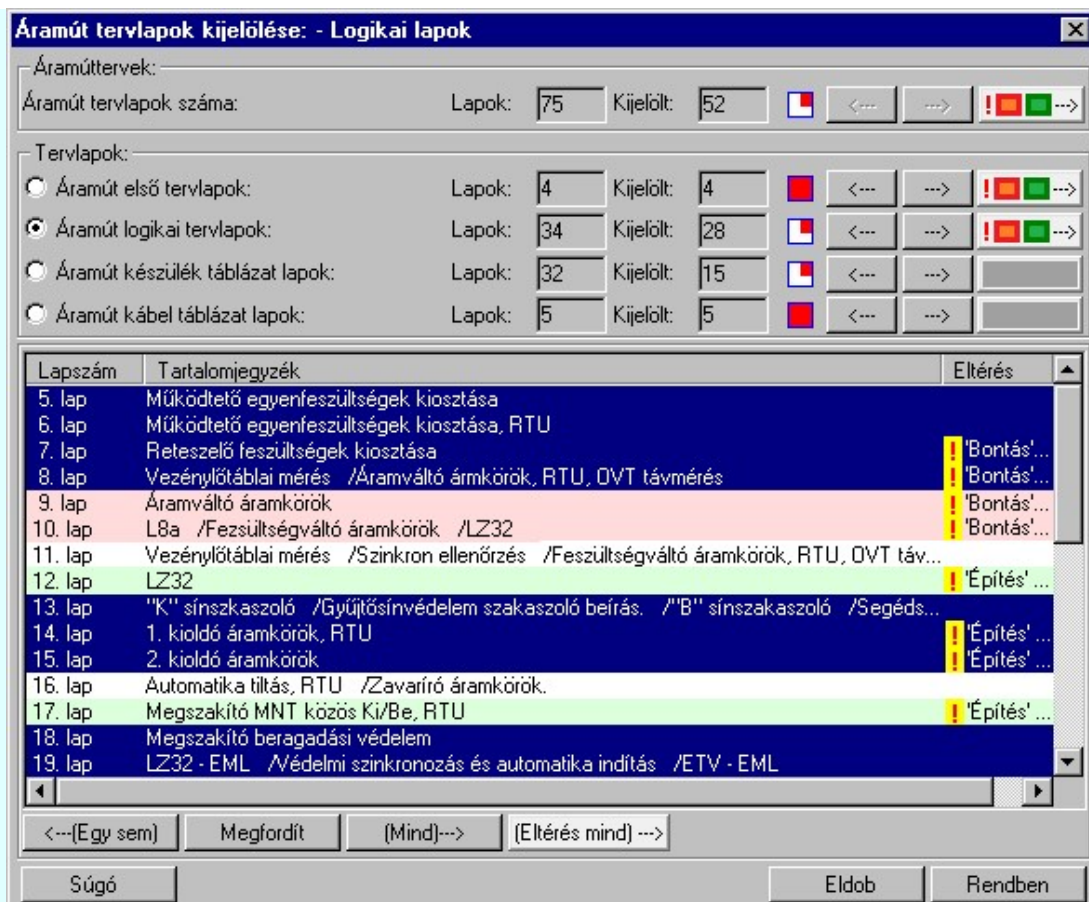 Áramút tervlapok kijelölése: - Logikai lapok
Áramúttervek:
Áramút tervlapok száma: Lapok: 75 Kijelölt: 52 <--- ---> ! --->
Tervlapok:
Áramút első tervlapok: Lapok: 4 Kijelölt: 4 <--- ---> ! --->
Áramút logikai tervlapok: Lapok: 34 Kijelölt: 28 <--- ---> ! --->
Áramút készülék táblázat lapok: Lapok: 32 Kijelölt: 15 <--- --->
Áramút kábel táblázat lapok: Lapok: 5 Kijelölt: 5 <--- --->
Lapszám Tartalomjegyzék Eltérés
5. lap Működtető egyenfeszültségek kiosztása
6. lap Működtető egyenfeszültségek kiosztása, RTU
7. lap Reteszelő feszültségek kiosztása ! 'Bontás'...
8. lap Vezénylőtáblai mérés /Áramváltó ármkörök, RTU, OVT távmérés ! 'Bontás'...
9. lap Áramváltó áramkörök ! 'Bontás'...
10. lap L8a /Fezsültségváltó áramkörök /LZ32 ! 'Bontás'...
11. lap Vezénylőtáblai mérés /Szinkron ellenőrzés /Feszültségváltó áramkörök, RTU, OVT táv...
12. lap LZ32 ! 'Építés' ...
13. lap "K" sínszkaszoló /Gyűjtősínvédelem szakaszoló beírás. /"B" sínszakaszoló /Segéds...
14. lap 1. kioldó áramkörök, RTU ! 'Építés' ...
15. lap 2. kioldó áramkörök ! 'Építés' ...
16. lap Automatika tiltás, RTU /Zavaríró áramkörök.
17. lap Megszakító MNT közös Ki/Be, RTU ! 'Építés' ...
18. lap Megszakító beragadási védelem
19. lap LZ32 - EML /Védelmi szinkronozás és automatika indítás /ETV - EML
<---(Egy sem) Megfordít (Mind)---> (Eltérés mind) --->
Súgó Eldob Rendben